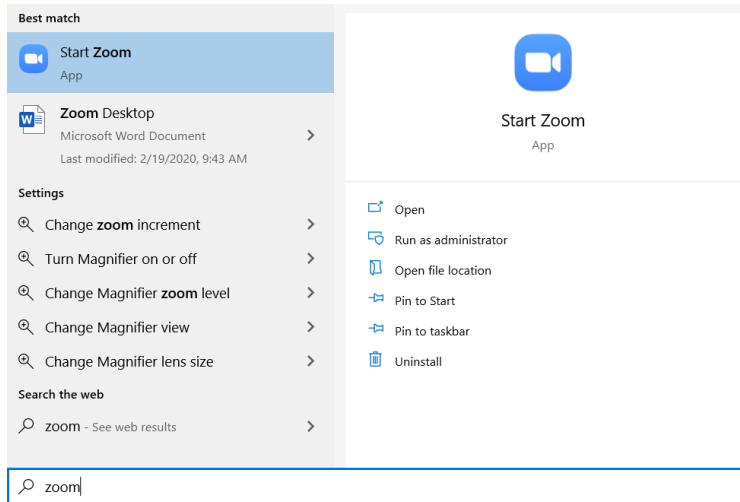 Best match
Start Zoom
App
W
Zoom Desktop
Microsoft Word Document
Last modified: 2/19/2020, 9:43 AM
Settings
Change zoom increment
Turn Magnifier on or off
Change Magnifier zoom level
Change Magnifier view
Change Magnifier lens size
Search the web
zoom - See web results
zoom
Start Zoom
App
Open
Run as administrator
Open file location
Pin to Start
Pin to taskbar
Uninstall